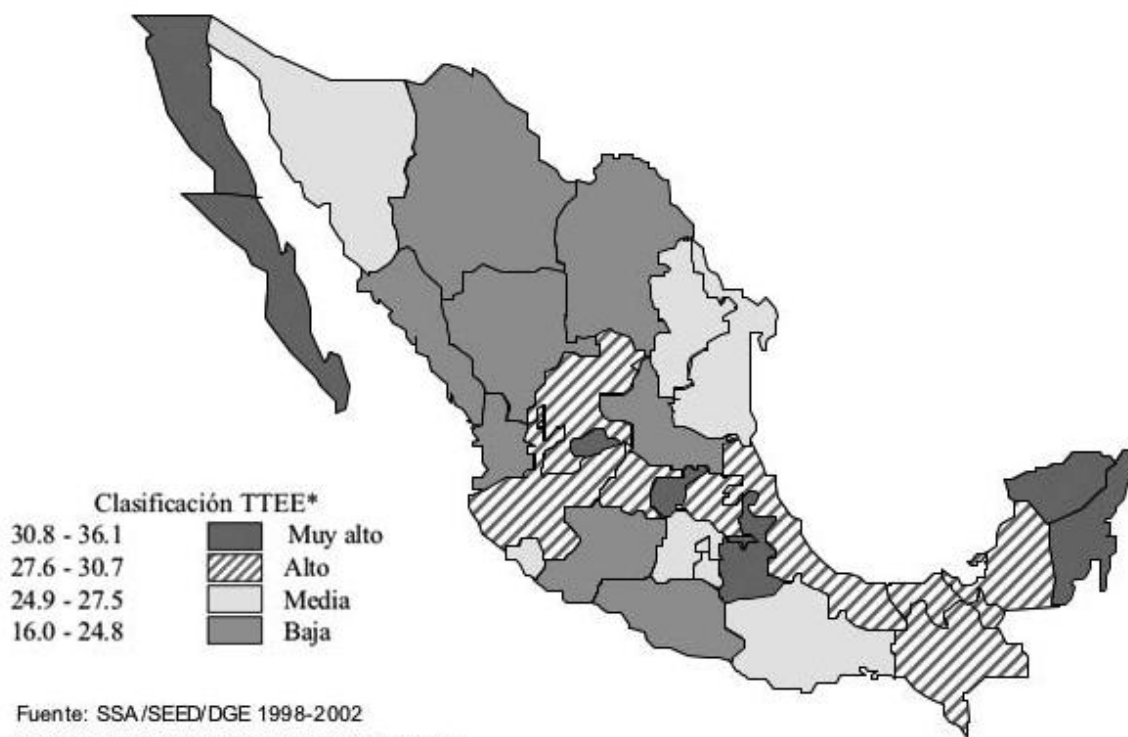 Clasificación TTEE*
30.8 - 36.1 Muy alto
27.6 - 30.7 Alto
24.9 - 27.5 Media
16.0 - 24.8 Baja
Fuente: SSA/SEED/DGE 1998-2002